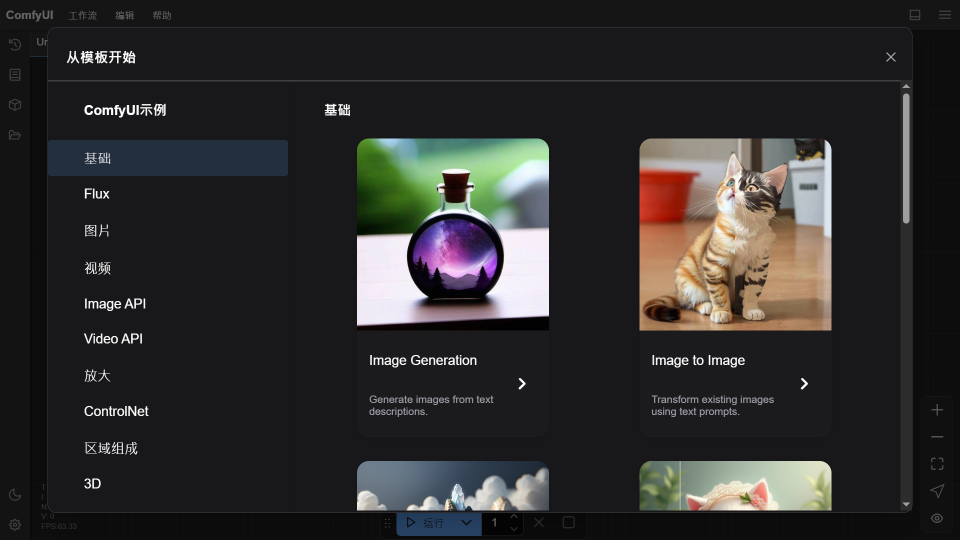 ComfyUI 工作流 编辑 帮助
从模板开始
ComfyUI示例
基础
Flux
图片
视频
Image API
Video API
放大
ControlNet
区域组成
3D
基础
Image Generation
Generate images from text
descriptions.
Image to Image
Transform existing images
using text prompts.
FPS:63.33
运行
1